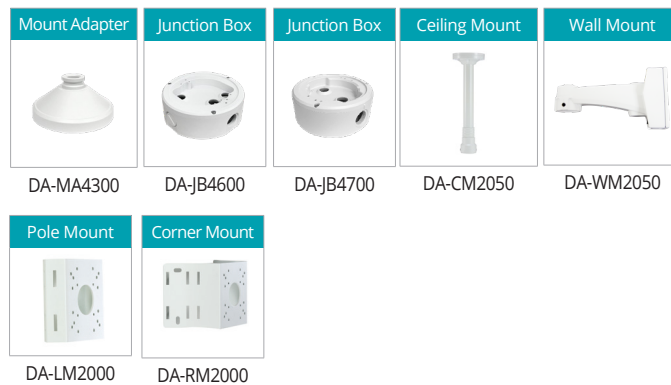 Mount Adapter
Junction Box
Junction Box
Ceiling Mount
Wall Mount
DA-MA4300
DA-JB4600
DA-JB4700
DA-CM2050
DA-WM2050
Pole Mount
Corner Mount
DA-LM2000
DA-RM2000